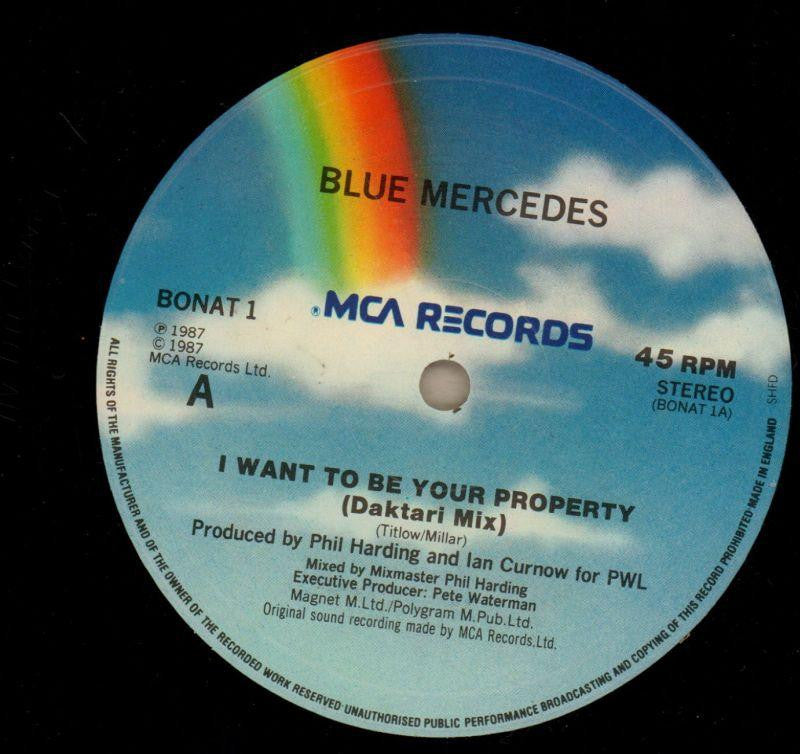 BLUE MERCEDES
BONAT 1
℗ 1987
© 1987
MCA Records Ltd.
A
®MCA RECORDS
45 RPM
STEREO
(BONAT 1A)
SHFD
I WANT TO BE YOUR PROPERTY
(Daktari Mix)
(Titlow/Millar)
Produced by Phil Harding and Ian Curnow for PWL
Mixed by Mixmaster Phil Harding
Executive Producer: Pete Waterman
Magnet M.Ltd./Polygram M.Pub.Ltd.
Original sound recording made by MCA Records,Ltd.
ALL RIGHTS OF THE MANUFACTURER AND OF THE OWNER OF THE RECORDED WORK RESERVED·UNAUTHORISED PUBLIC PERFORMANCE BROADCASTING AND COPYING OF THIS RECORD PROHIBITED·MADE IN ENGLAND